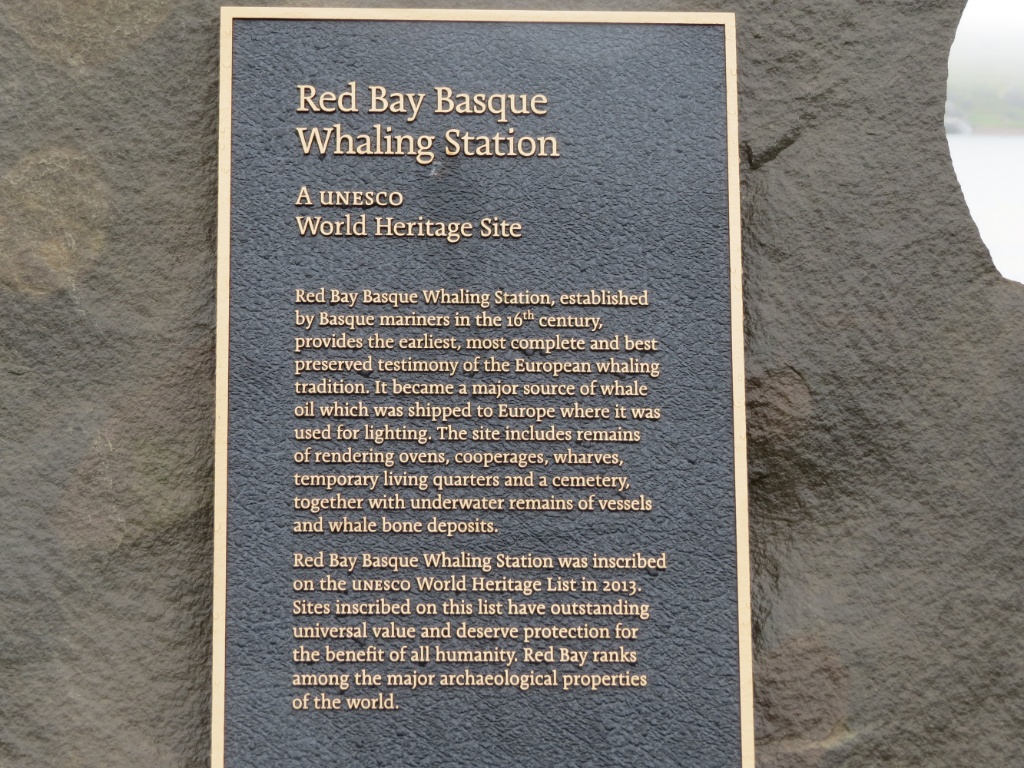 Red Bay Basque
Whaling Station
A UNESCO
World Heritage Site
Red Bay Basque Whaling Station, established
by Basque mariners in the 16th century,
provides the earliest, most complete and best
preserved testimony of the European whaling
tradition. It became a major source of whale
oil which was shipped to Europe where it was
used for lighting. The site includes remains
of rendering ovens, cooperages, wharves,
temporary living quarters and a cemetery,
together with underwater remains of vessels
and whale bone deposits.
Red Bay Basque Whaling Station was inscribed
on the UNESCO World Heritage List in 2013.
Sites inscribed on this list have outstanding
universal value and deserve protection for
the benefit of all humanity. Red Bay ranks
among the major archaeological properties
of the world.